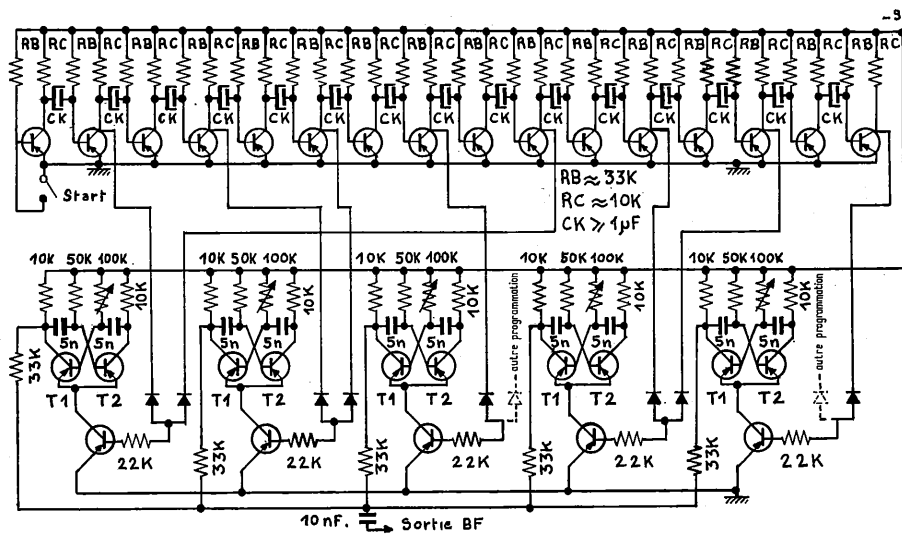 -9
RB RC RB RC RB RC RB RC RB RC RB RC RB RC RB RC RB RC RB RC RB RC RB RC RB RC RB RC RB RC RB RC
CK CK CK CK CK CK CK CK CK CK CK CK CK CK CK
Start
RB ≈ 33K
RC ≈ 10K
CK ⩾ 1µF
10K 50K 100K 10K 50K 100K 10K 50K 100K 10K 50K 100K 10K 50K 100K
10K 10K 10K 10K 10K
autre programmation
autre programmation
5n 5n 5n 5n 5n 5n 5n 5n 5n 5n
33K
T1 T2 T1 T2 T1 T2 T1 T2 T1 T2
22K 22K 22K 22K 22K
33K 33K 33K 33K
10 nF. Sortie BF